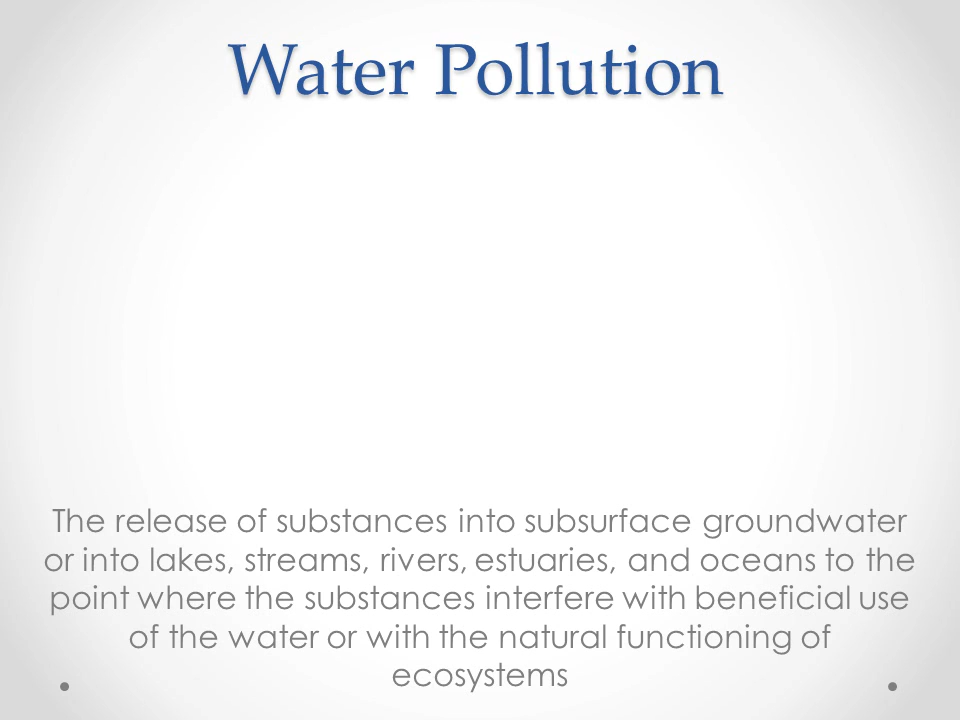 Water Pollution
The release of substances into subsurface groundwater
or into lakes, streams, rivers, estuaries, and oceans to the
point where the substances interfere with beneficial use
of the water or with the natural functioning of
ecosystems